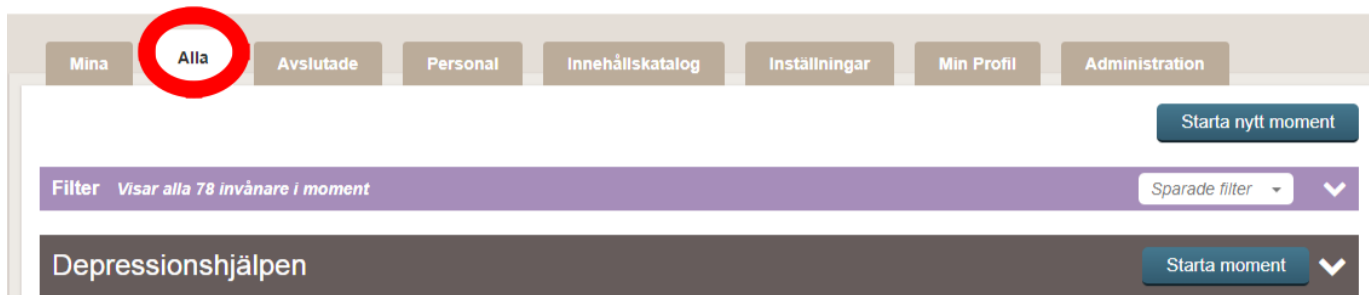 Mina Alla Avslutade Personal Innehållskatalog Inställningar Min Profil Administration
Starta nytt moment
Filter Visar alla 78 invånare i moment Sparade filter
Depressionshjälpen Starta moment